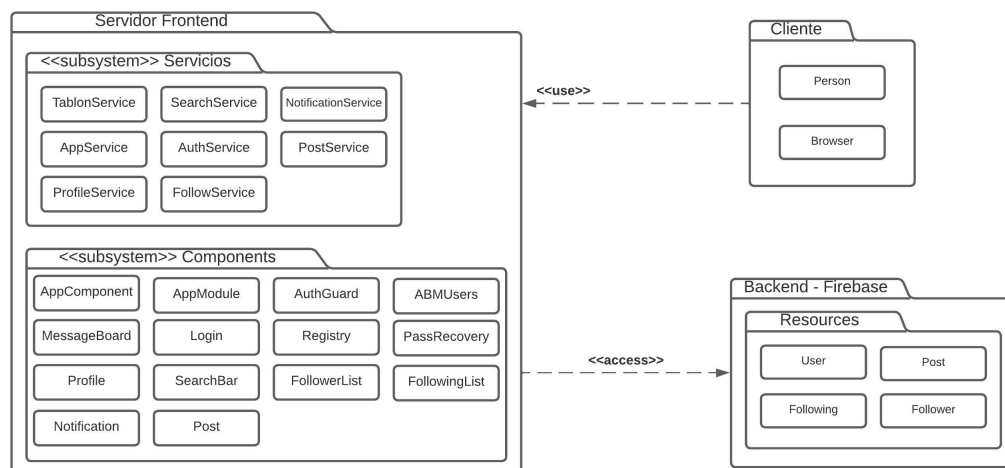 Servidor Frontend
<<subsystem>> Servicios
TablonService
SearchService
NotificationService
AppService
AuthService
PostService
ProfileService
FollowService
<<subsystem>> Components
AppComponent
AppModule
AuthGuard
ABMUsers
MessageBoard
Login
Registry
PassRecovery
Profile
SearchBar
FollowerList
FollowingList
Notification
Post
<<use>>
Cliente
Person
Browser
<<access>>
Backend - Firebase
Resources
User
Post
Following
Follower